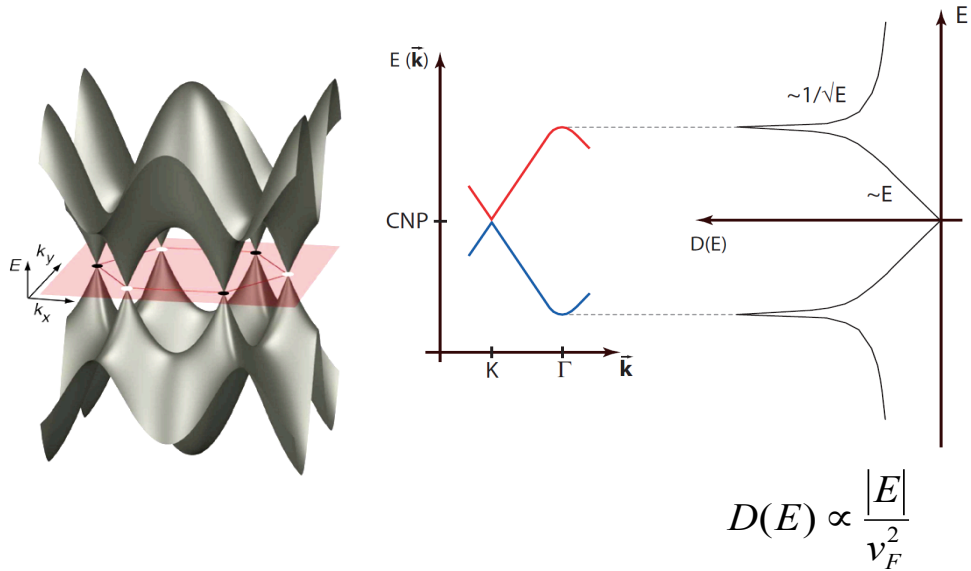 E
k_y
k_x
E (k⃗)
CNP
K
Γ
k⃗
E
~1/√E
~E
D(E)
D(E) ∝ |E| / v_F^2